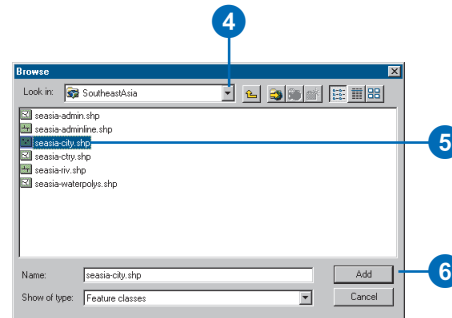 4
Browse
Look in: SoutheastAsia
seasia-admin.shp
seasia-adminline.shp
seasia-city.shp
5
seasia-ctry.shp
seasia-riv.shp
seasia-waterpolys.shp
Name: seasia-city.shp Add
6
Show of type: Feature classes Cancel